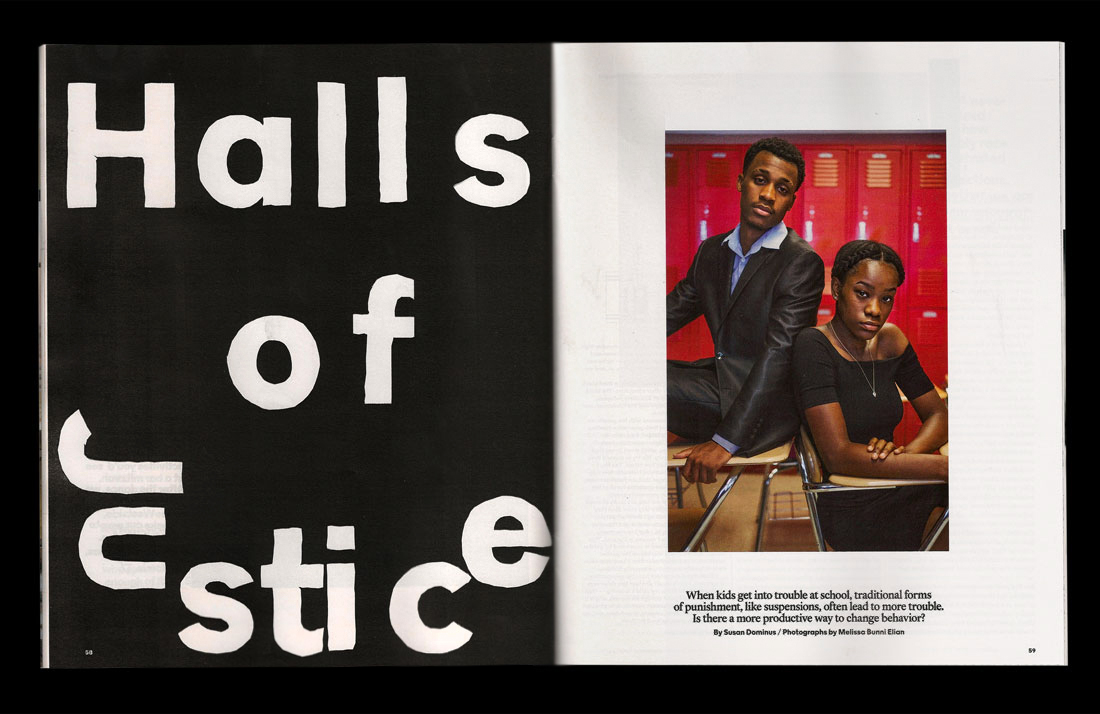 Halls
of
Justice
58
When kids get into trouble at school, traditional forms
of punishment, like suspensions, often lead to more trouble.
Is there a more productive way to change behavior?
By Susan Dominus / Photographs by Melissa Bunni Elian
59